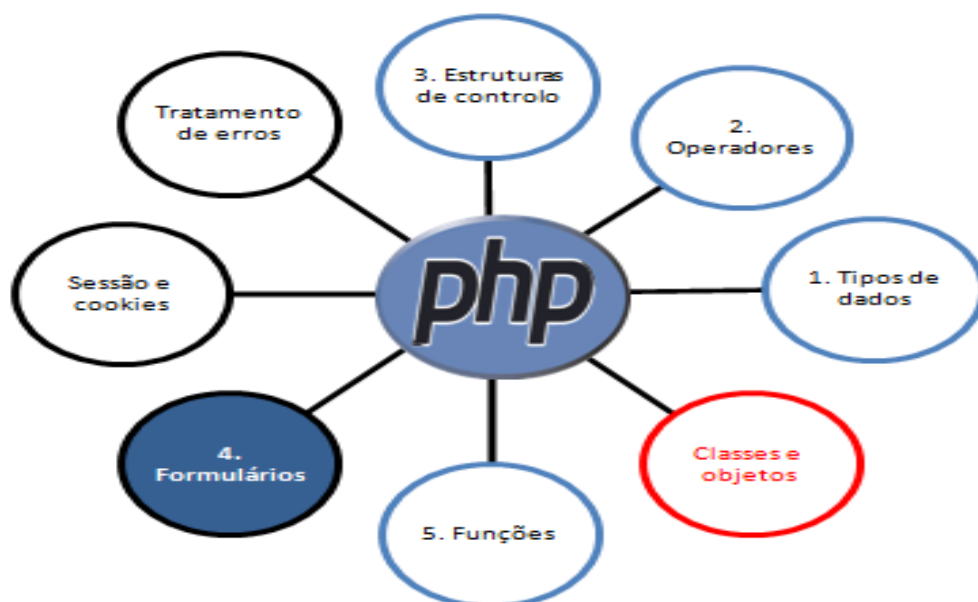 3. Estruturas
de controlo
Tratamento
de erros
2.
Operadores
php
Sessão e
cookies
1. Tipos de
dados
4.
Formulários
Classes e
objetos
5. Funções